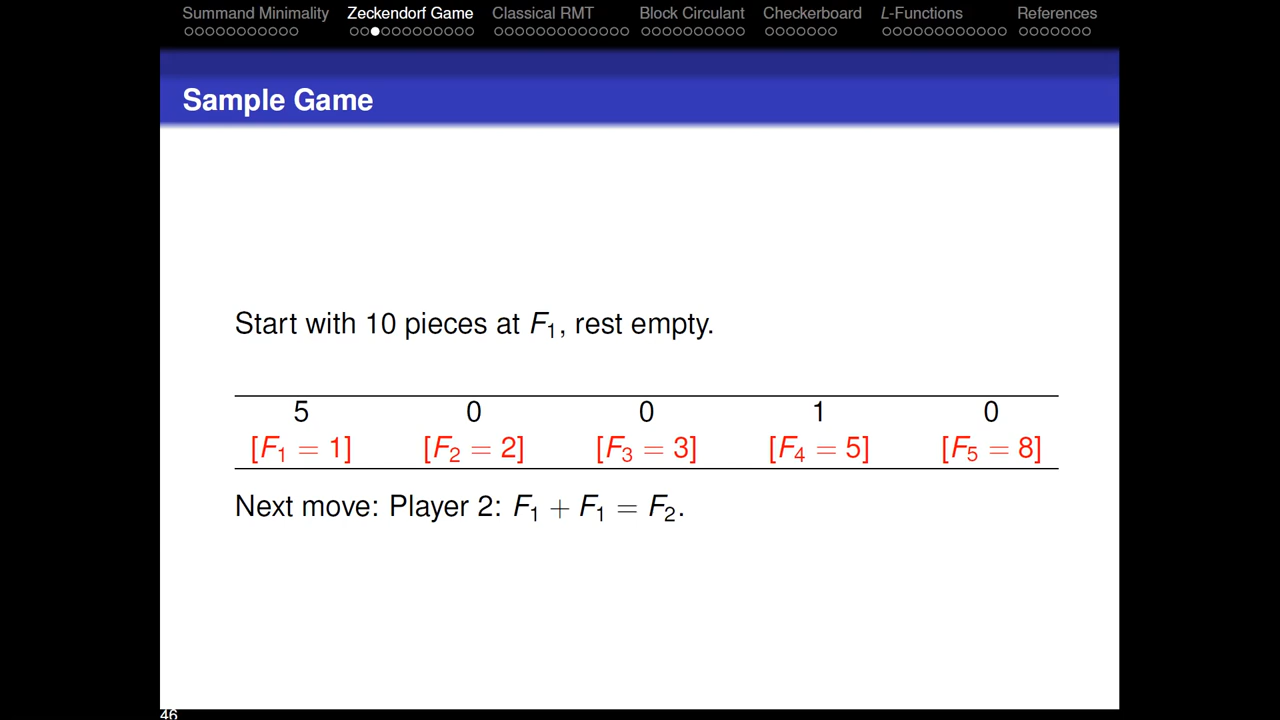 Summand Minimality Zeckendorf Game Classical RMT Block Circulant Checkerboard L-Functions References
Sample Game
Start with 10 pieces at F₁, rest empty.
5 0 0 1 0
[F₁ = 1] [F₂ = 2] [F₃ = 3] [F₄ = 5] [F₅ = 8]
Next move: Player 2: F₁ + F₁ = F₂.
46